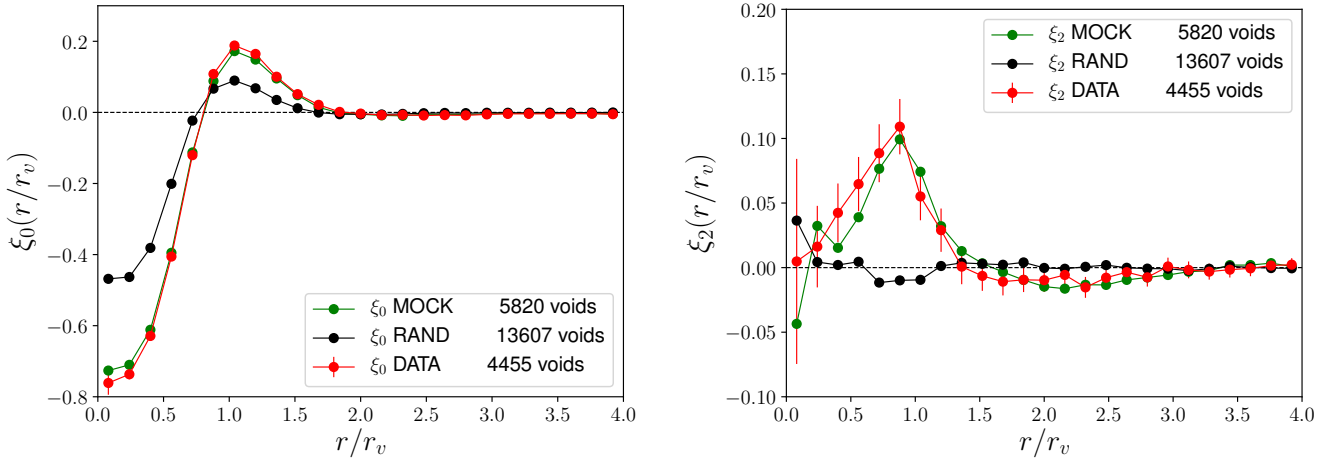 0.2
0.0
−0.2
−0.4
−0.6
−0.8
ξ0(r/rv)
ξ0 MOCK 5820 voids
ξ0 RAND 13607 voids
ξ0 DATA 4455 voids
0.0 0.5 1.0 1.5 2.0 2.5 3.0 3.5 4.0
r/rv
0.20
0.15
0.10
0.05
0.00
−0.05
−0.10
ξ2(r/rv)
ξ2 MOCK 5820 voids
ξ2 RAND 13607 voids
ξ2 DATA 4455 voids
0.0 0.5 1.0 1.5 2.0 2.5 3.0 3.5 4.0
r/rv